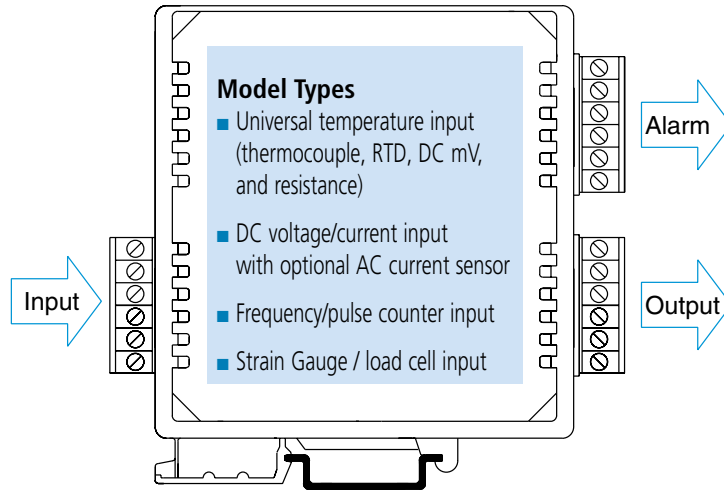 Model Types
■ Universal temperature input
(thermocouple, RTD, DC mV,
and resistance)
■ DC voltage/current input
with optional AC current sensor
■ Frequency/pulse counter input
■ Strain Gauge / load cell input
Input
Alarm
Output